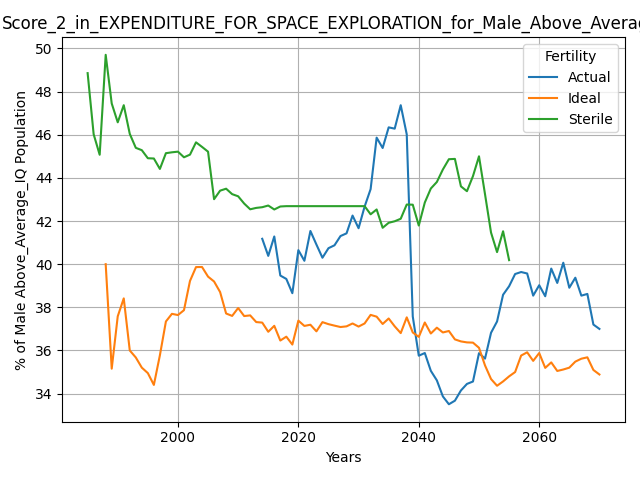 Score_2_in_EXPENDITURE_FOR_SPACE_EXPLORATION_for_Male_Above_Avera
Fertility
Actual
Ideal
Sterile
% of Male Above_Average_IQ Population
50
48
46
44
42
40
38
36
34
2000
2020
2040
2060
Years